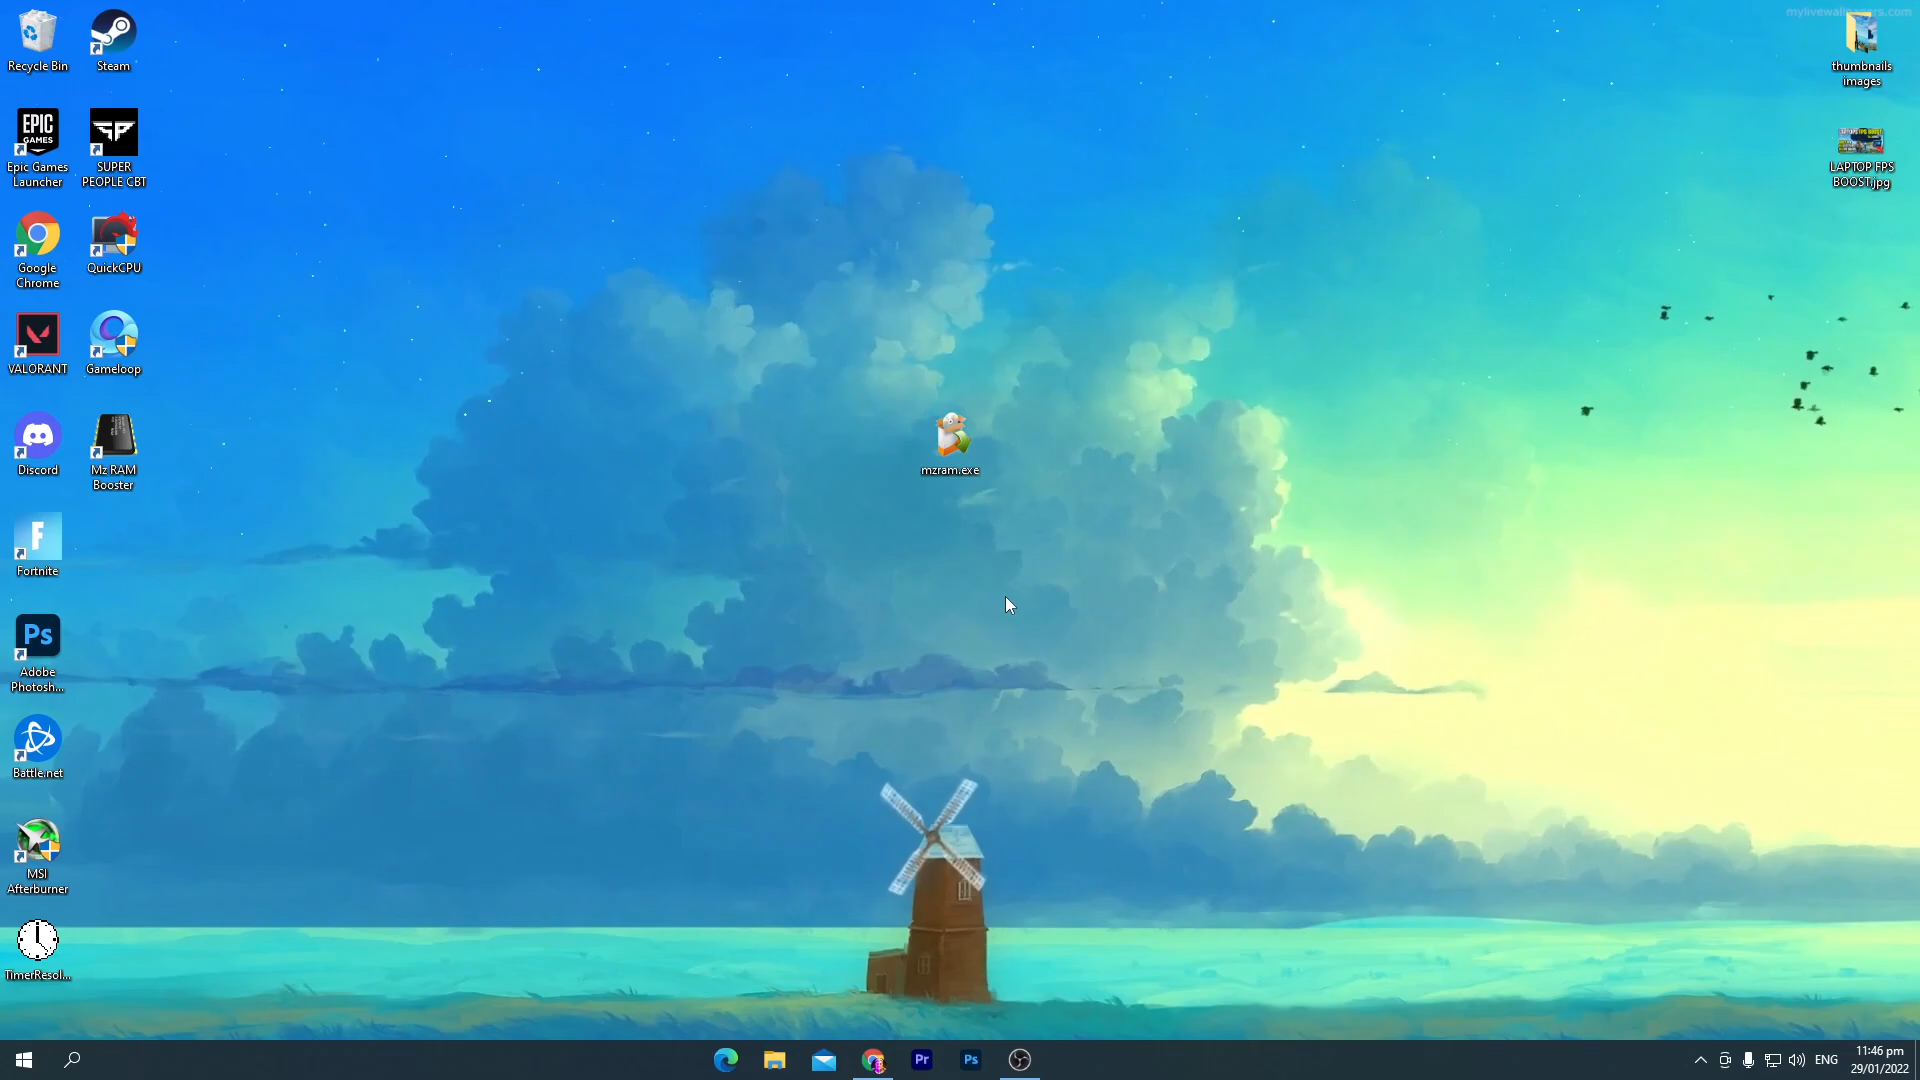 mylivewallpapers.com
Recycle Bin
Steam
thumbnails
images
EPIC
GAMES
Epic Games
Launcher
SUPER
PEOPLE CBT
LAPTOP FPS
BOOST.jpg
Google
Chrome
QuickCPU
VALORANT
Gameloop
Discord
Mz RAM
Booster
mzram.exe
F
Fortnite
Ps
Adobe
Photosh...
Battle.net
MSI
Afterburner
TimerResol...
Pr
Ps
ENG
11:46 pm
29/01/2022